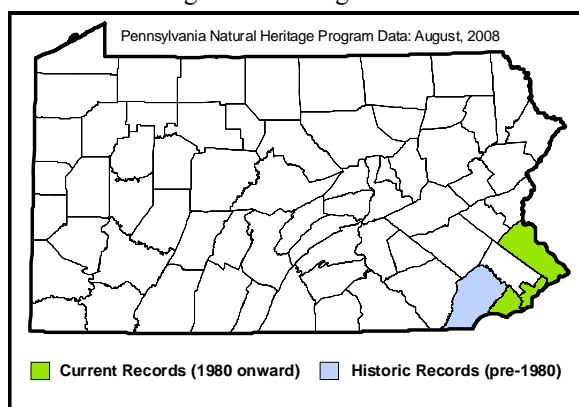 Pennsylvania Natural Heritage Program Data: August, 2008
Current Records (1980 onward) Historic Records (pre-1980)